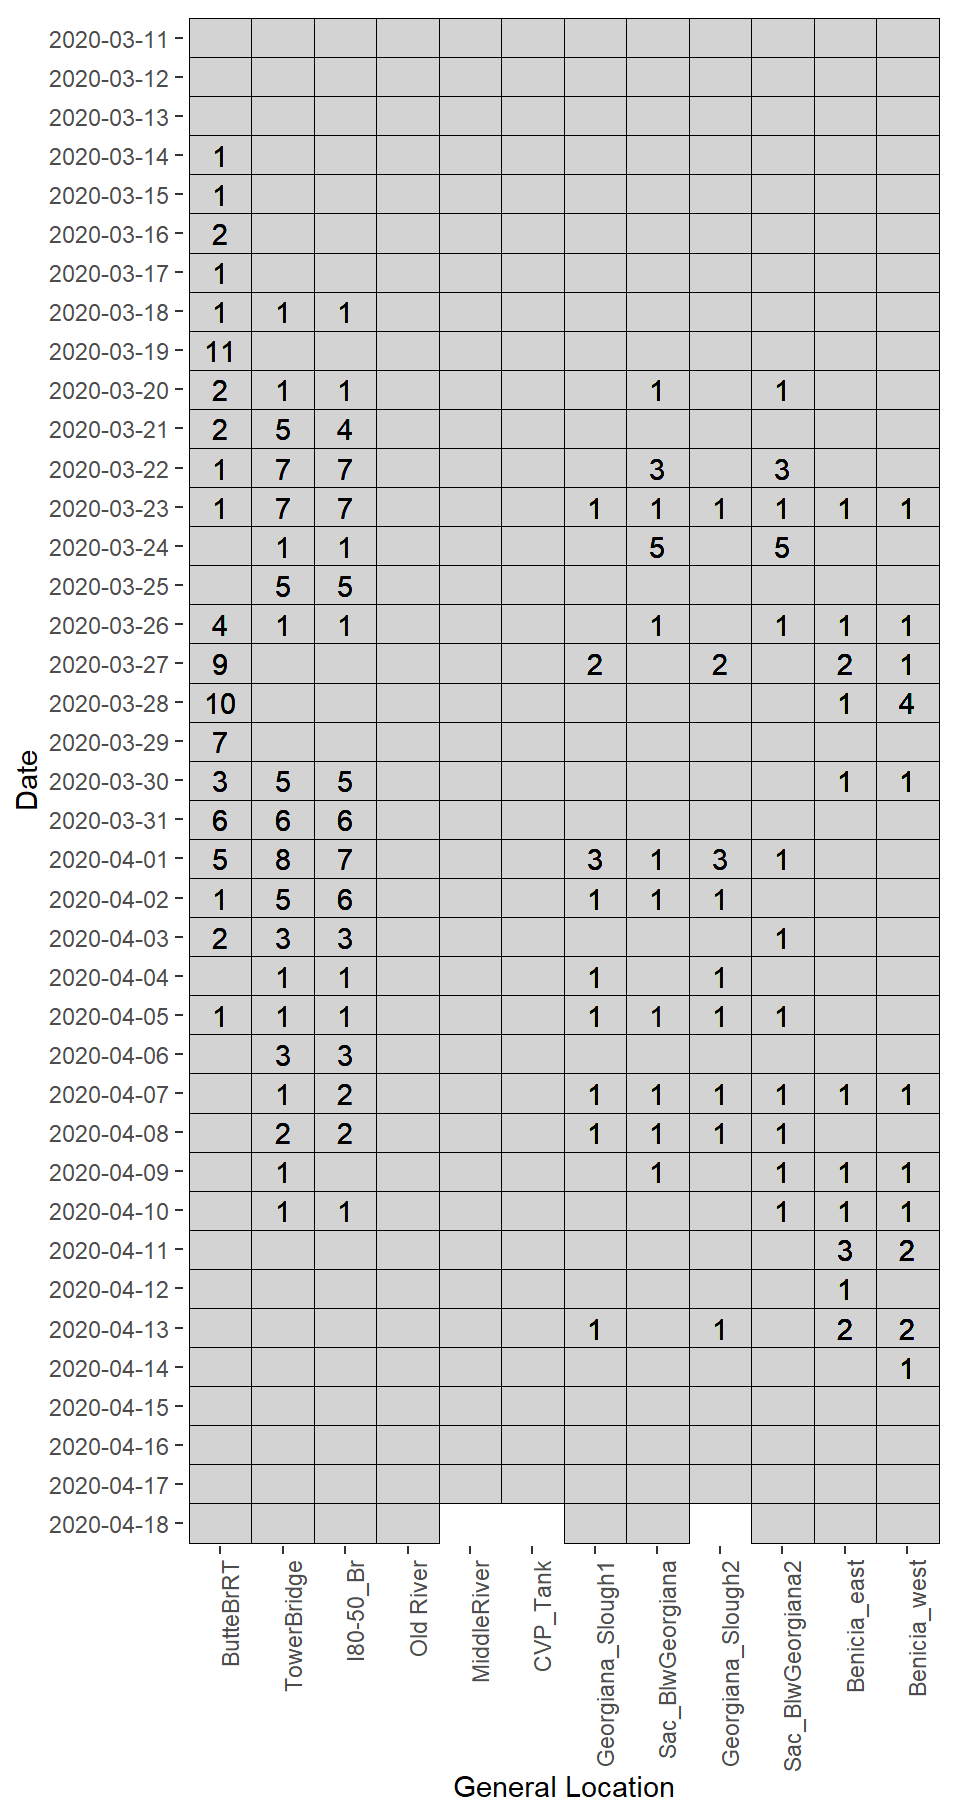 2020-03-11
2020-03-12
2020-03-13
2020-03-14 1
2020-03-15 1
2020-03-16 2
2020-03-17 1
2020-03-18 1 1 1
2020-03-19 11
2020-03-20 2 1 1 1 1
2020-03-21 2 5 4
2020-03-22 1 7 7 3 3
2020-03-23 1 7 7 1 1 1 1 1 1
2020-03-24 1 1 5 5
2020-03-25 5 5
2020-03-26 4 1 1 1 1 1 1
2020-03-27 9 2 2 2 1
2020-03-28 10 1 4
2020-03-29 7
2020-03-30 3 5 5 1 1
2020-03-31 6 6 6
2020-04-01 5 8 7 3 1 3 1
2020-04-02 1 5 6 1 1 1
2020-04-03 2 3 3 1
2020-04-04 1 1 1 1
2020-04-05 1 1 1 1 1 1 1
2020-04-06 3 3
2020-04-07 1 2 1 1 1 1 1 1
2020-04-08 2 2 1 1 1 1
2020-04-09 1 1 1 1 1
2020-04-10 1 1 1 1 1
2020-04-11 3 2
2020-04-12 1
2020-04-13 1 1 2 2
2020-04-14 1
2020-04-15
2020-04-16
2020-04-17
2020-04-18
Date
ButteBrRT
TowerBridge
I80-50_Br
Old River
MiddleRiver
CVP_Tank
Georgiana_Slough1
Sac_BlwGeorgiana
Georgiana_Slough2
Sac_BlwGeorgiana2
Benicia_east
Benicia_west
General Location